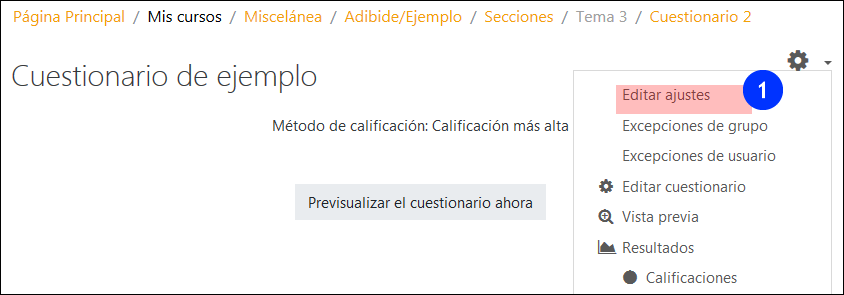 Página Principal / Mis cursos / Miscelánea / Adibide/Ejemplo / Secciones / Tema 3 / Cuestionario 2
Cuestionario de ejemplo
1
Editar ajustes
Método de calificación: Calificación más alta
Excepciones de grupo
Excepciones de usuario
Editar cuestionario
Previsualizar el cuestionario ahora
Vista previa
Resultados
Calificaciones